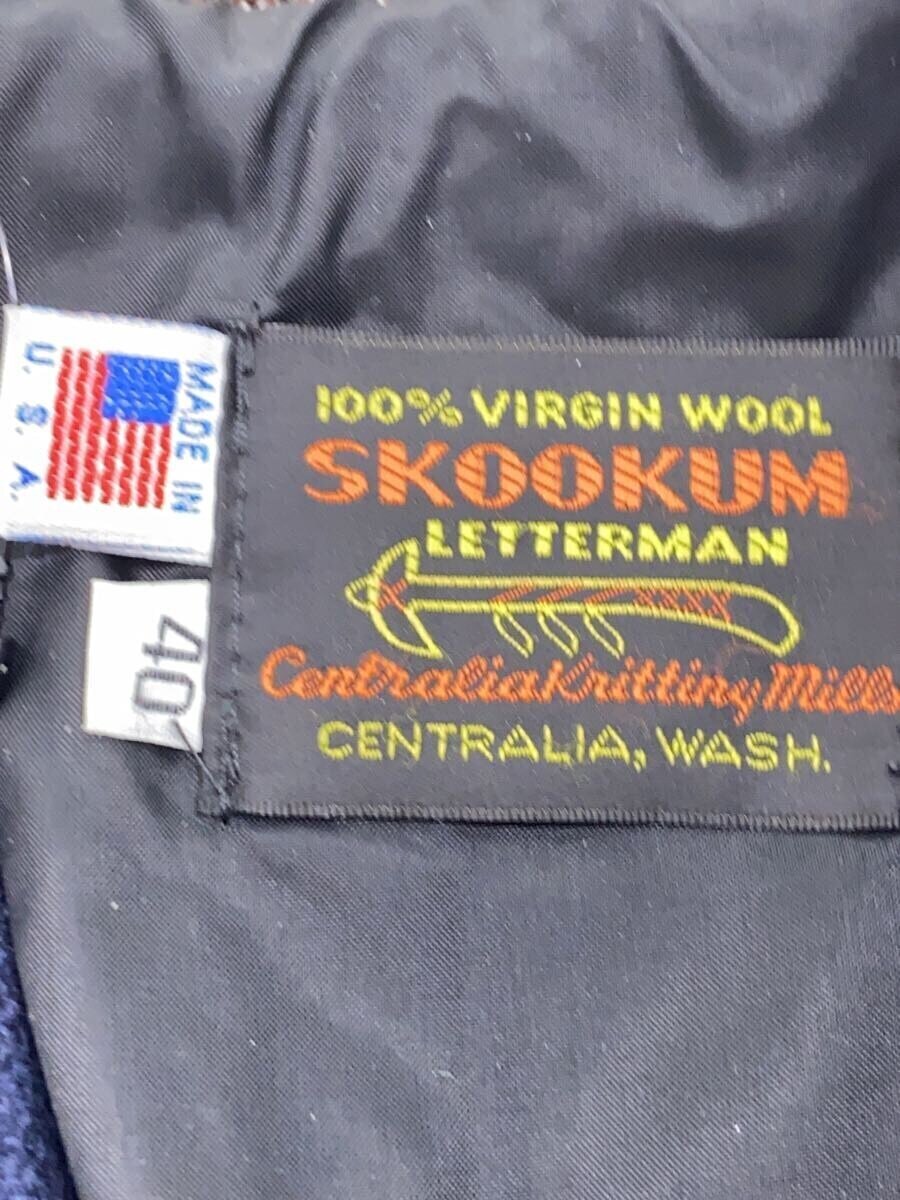 MADE IN
U.S.A.
40
100% VIRGIN WOOL
SKOOKUM
LETTERMAN
Centralia Knitting Mills
CENTRALIA, WASH.